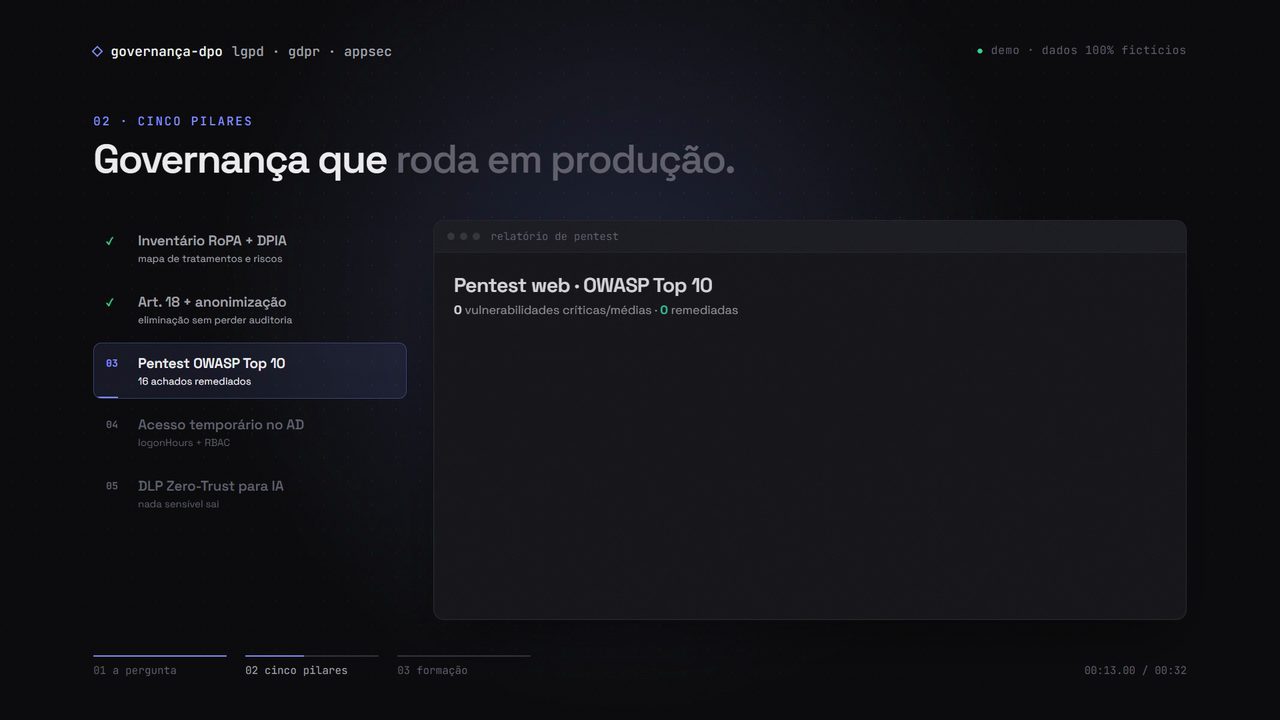 governança-dpo lgpd · gdpr · appsec
demo · dados 100% fictícios
02 · CINCO PILARES
Governança que roda em produção.
✓ Inventário RoPA + DPIA
mapa de tratamentos e riscos
✓ Art. 18 + anonimização
eliminação sem perder auditoria
03 Pentest OWASP Top 10
16 achados remediados
04 Acesso temporário no AD
logonHours + RBAC
05 DLP Zero-Trust para IA
nada sensível sai
relatório de pentest
Pentest web · OWASP Top 10
0 vulnerabilidades críticas/médias · 0 remediadas
01 a pergunta
02 cinco pilares
03 formação
00:13.00 / 00:32